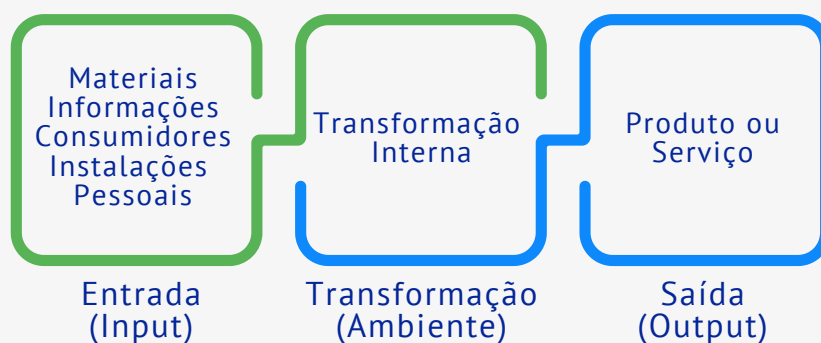 Materiais
Informações
Consumidores
Instalações
Pessoais
Transformação
Interna
Produto ou
Serviço
Entrada
(Input)
Transformação
(Ambiente)
Saída
(Output)